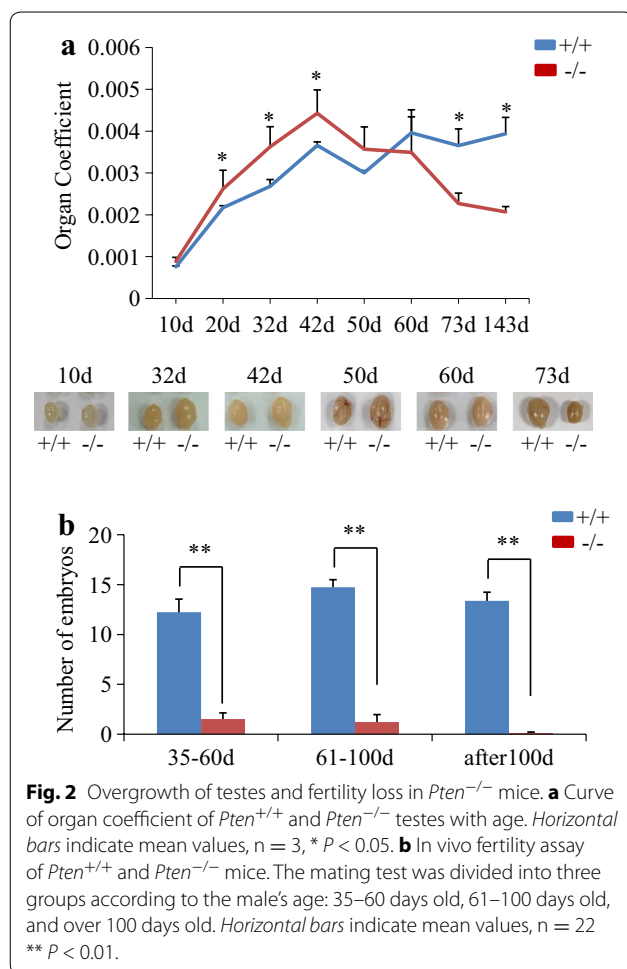 a
+/+
-/-
0.006
0.005
0.004
0.003
0.002
0.001
0
Organ Coefficient
* * * * *
10d 20d 32d 42d 50d 60d 73d 143d
10d 32d 42d 50d 60d 73d
+/+ -/- +/+ -/- +/+ -/- +/+ -/- +/+ -/- +/+ -/-
b
+/+
-/-
20
15
10
5
0
Number of embryos
** ** **
35-60d 61-100d after100d
Fig. 2 Overgrowth of testes and fertility loss in Pten−/− mice. a Curve
of organ coefficient of Pten+/+ and Pten−/− testes with age. Horizontal
bars indicate mean values, n = 3, * P < 0.05. b In vivo fertility assay
of Pten+/+ and Pten−/− mice. The mating test was divided into three
groups according to the male's age: 35–60 days old, 61–100 days old,
and over 100 days old. Horizontal bars indicate mean values, n = 22
** P < 0.01.